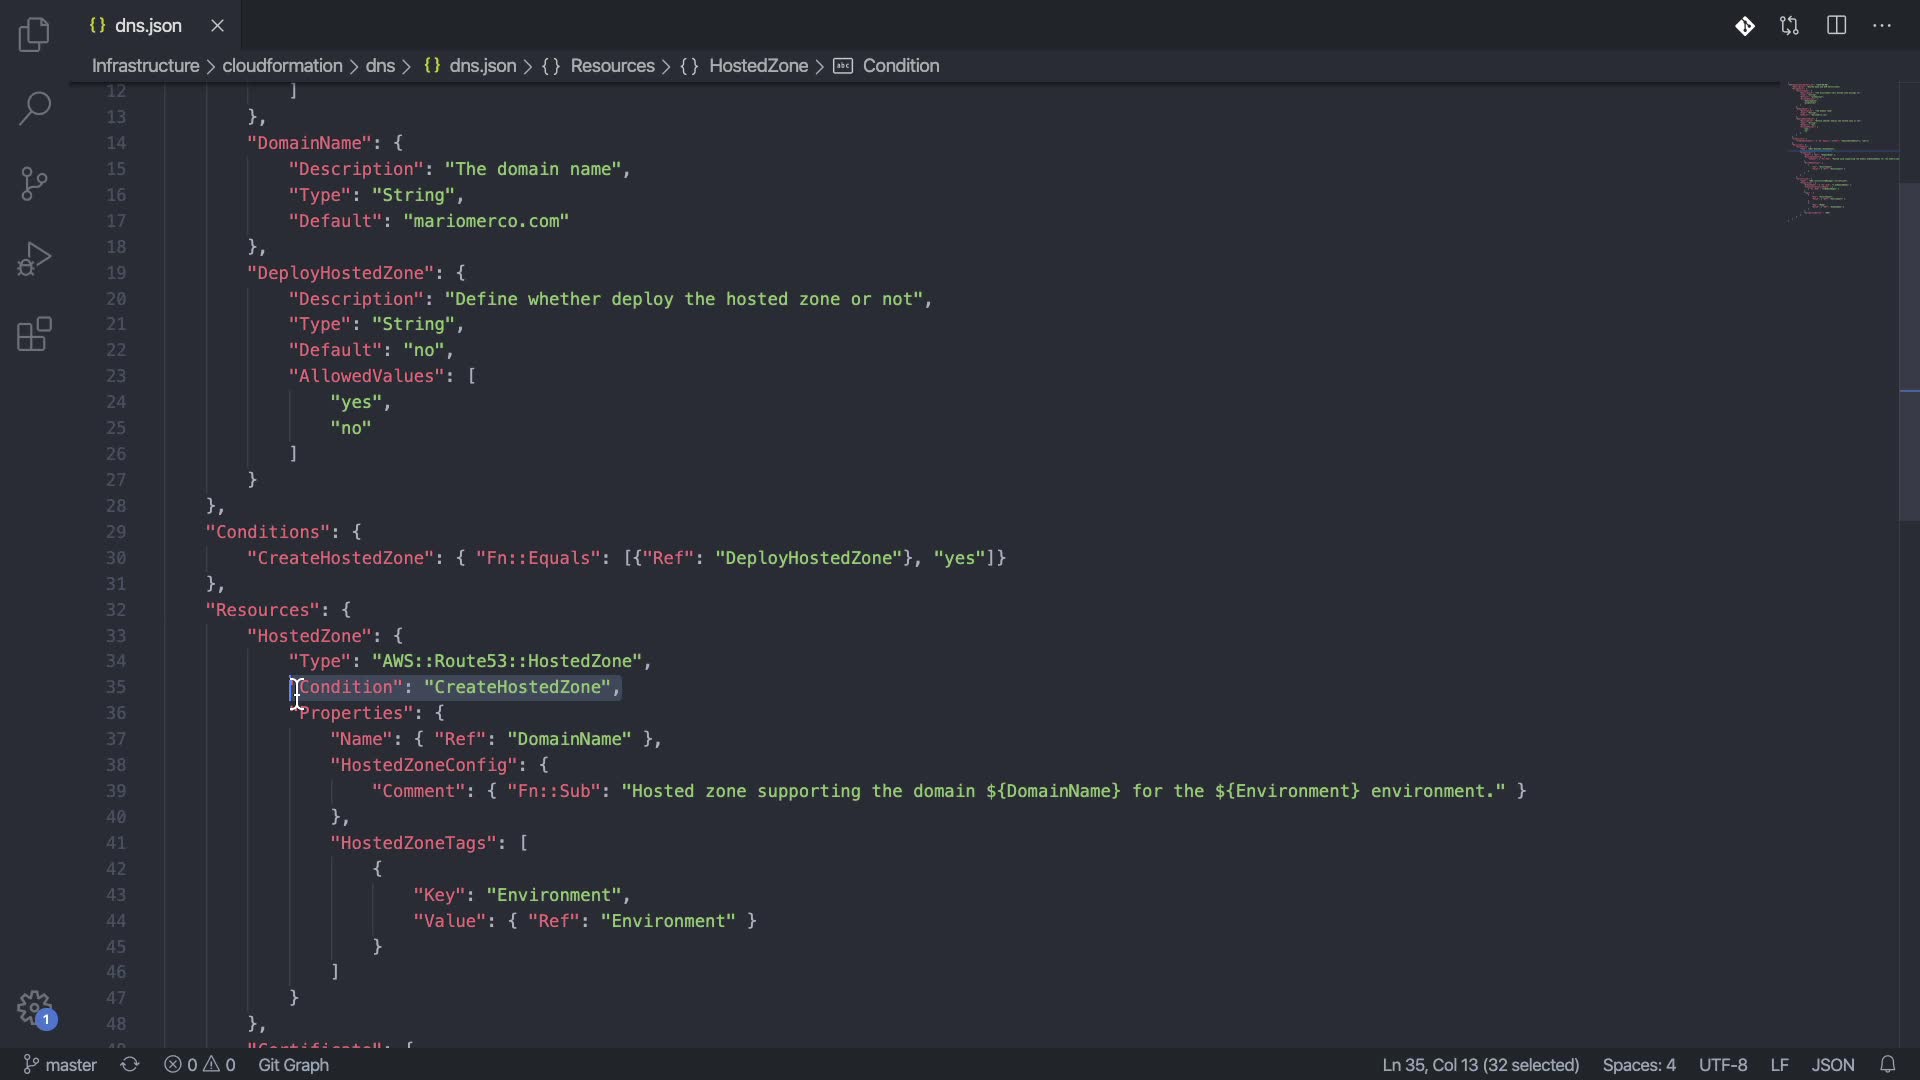 {} dns.json
Infrastructure > cloudformation > dns > {} dns.json > {} Resources > {} HostedZone > abc Condition
12 ]
13 },
14 "DomainName": {
15 "Description": "The domain name",
16 "Type": "String",
17 "Default": "mariomerco.com"
18 },
19 "DeployHostedZone": {
20 "Description": "Define whether deploy the hosted zone or not",
21 "Type": "String",
22 "Default": "no",
23 "AllowedValues": [
24 "yes",
25 "no"
26 ]
27 }
28 },
29 "Conditions": {
30 "CreateHostedZone": { "Fn::Equals": [{"Ref": "DeployHostedZone"}, "yes"]}
31 },
32 "Resources": {
33 "HostedZone": {
34 "Type": "AWS::Route53::HostedZone",
35 "Condition": "CreateHostedZone",
36 "Properties": {
37 "Name": { "Ref": "DomainName" },
38 "HostedZoneConfig": {
39 "Comment": { "Fn::Sub": "Hosted zone supporting the domain ${DomainName} for the ${Environment} environment." }
40 },
41 "HostedZoneTags": [
42 {
43 "Key": "Environment",
44 "Value": { "Ref": "Environment" }
45 }
46 ]
47 }
48 },
49 "Certificate": {
1
master 0 0 Git Graph Ln 35, Col 13 (32 selected) Spaces: 4 UTF-8 LF JSON